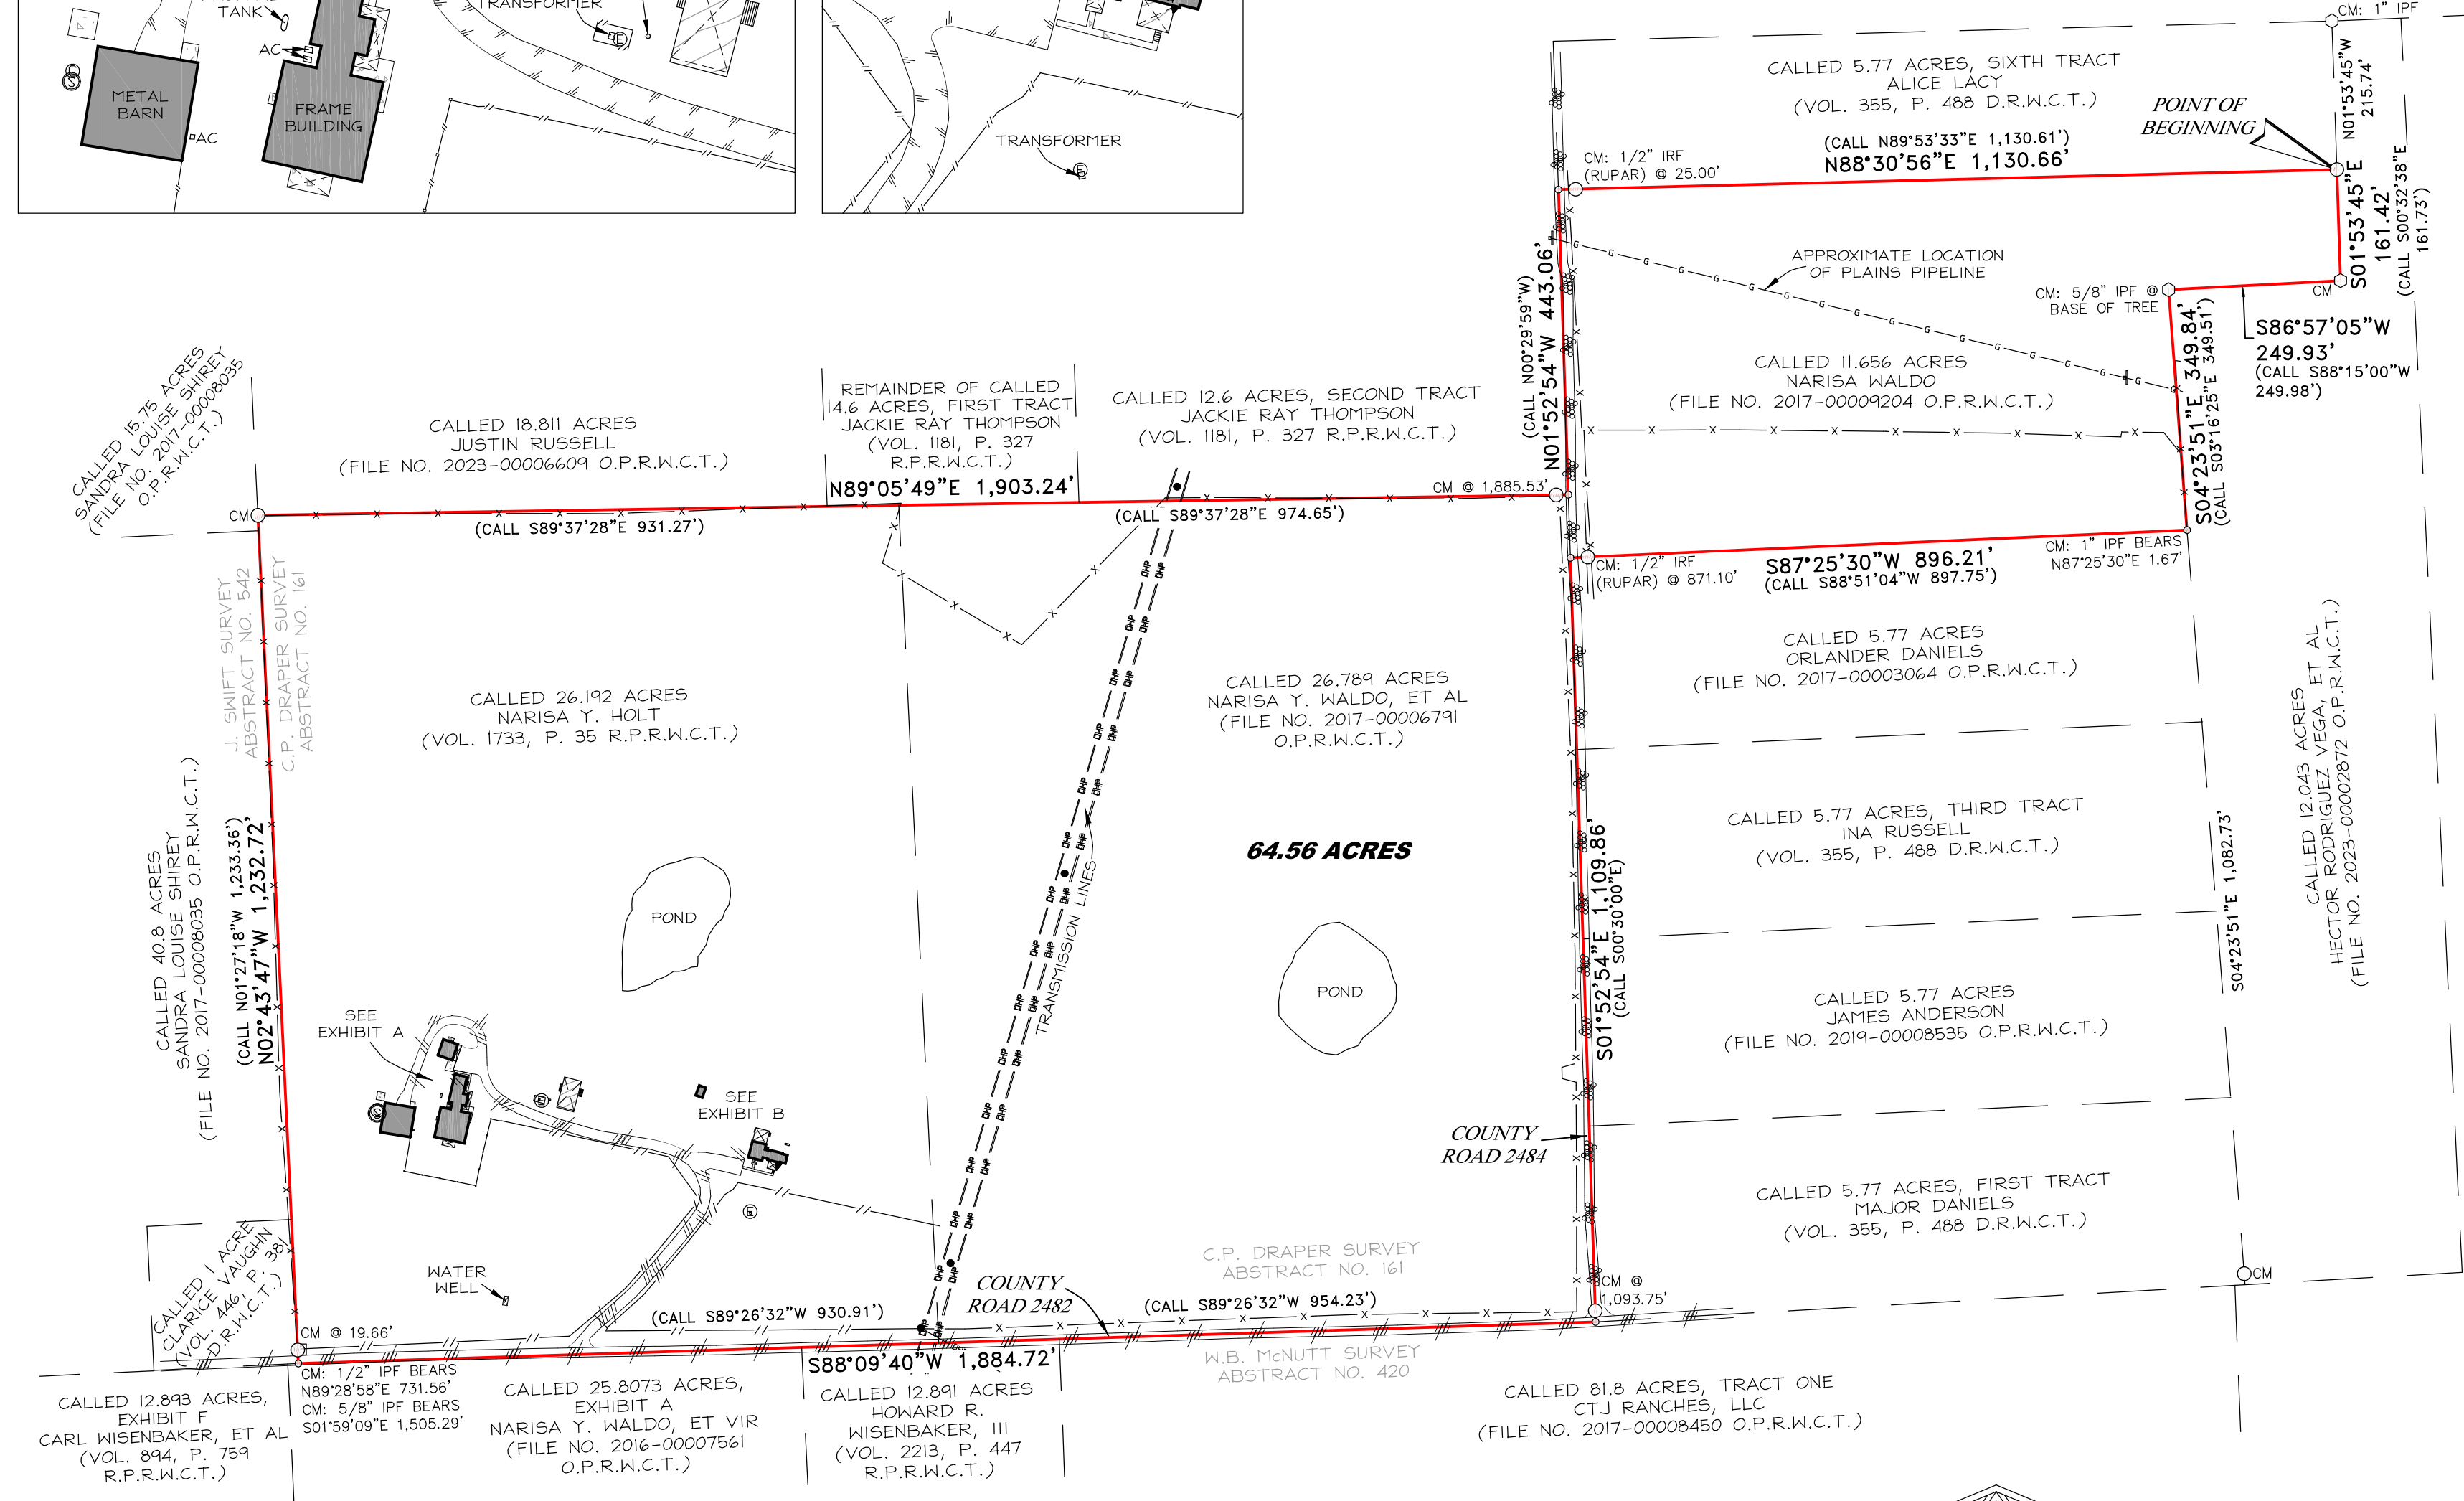 TANK
AC
METAL
BARN
AC
FRAME
BUILDING
TRANSFORMER
TRANSFORMER
CM: 1" IPF
N01°53'45"W
215.74'
CALLED 5.77 ACRES, SIXTH TRACT
ALICE LACY
(VOL. 355, P. 488 D.R.W.C.T.)
POINT OF
BEGINNING
(CALL N89°53'33"E 1,130.61')
N88°30'56"E 1,130.66'
CM: 1/2" IRF
(RUPAR) @ 25.00'
S01°53'45"E
161.42'
(CALL S00°32'38"E
161.73')
APPROXIMATE LOCATION
OF PLAINS PIPELINE
CM: 5/8" IPF @
BASE OF TREE
CM
S86°57'05"W
249.93'
(CALL S88°15'00"W
249.98')
(CALL N00°29'59"W)
N01°52'54"W 443.06'
CALLED 11.656 ACRES
NARISA WALDO
(FILE NO. 2017-00009204 O.P.R.W.C.T.)
S04°23'51"E 349.84'
(CALL S03°16'25"E 349.51')
CALLED 15.75 ACRES
SANDRA LOUISE SHIREY
(FILE NO. 2017-00008035
O.P.R.W.C.T.)
CALLED 18.811 ACRES
JUSTIN RUSSELL
(FILE NO. 2023-00006609 O.P.R.W.C.T.)
REMAINDER OF CALLED
14.6 ACRES, FIRST TRACT
JACKIE RAY THOMPSON
(VOL. 1181, P. 327
R.P.R.W.C.T.)
CALLED 12.6 ACRES, SECOND TRACT
JACKIE RAY THOMPSON
(VOL. 1181, P. 327 R.P.R.W.C.T.)
N89°05'49"E 1,903.24'
CM @ 1,885.53'
CM
(CALL S89°37'28"E 931.27')
(CALL S89°37'28"E 974.65')
CM: 1/2" IRF
(RUPAR) @ 871.10'
S87°25'30"W 896.21'
(CALL S88°51'04"W 897.75')
CM: 1" IPF BEARS
N87°25'30"E 1.67'
J. SWIFT SURVEY
ABSTRACT NO. 542
C.P. DRAPER SURVEY
ABSTRACT NO. 161
CALLED 26.192 ACRES
NARISA Y. HOLT
(VOL. 1733, P. 35 R.P.R.W.C.T.)
CALLED 26.789 ACRES
NARISA Y. WALDO, ET AL
(FILE NO. 2017-00006791
O.P.R.W.C.T.)
CALLED 5.77 ACRES
ORLANDER DANIELS
(FILE NO. 2017-00003064 O.P.R.W.C.T.)
CALLED 12.043 ACRES
HECTOR RODRIGUEZ VEGA, ET AL
(FILE NO. 2023-00002872 O.P.R.W.C.T.)
CALLED 40.8 ACRES
SANDRA LOUISE SHIREY
(FILE NO. 2017-00008035 O.P.R.W.C.T.)
(CALL N01°27'18"W 1,233.36')
N02°43'47"W 1,232.72'
64.56 ACRES
POND
POND
TRANSMISSION LINES
S01°52'54"E 1,109.86'
(CALL S00°30'00"E)
CALLED 5.77 ACRES, THIRD TRACT
INA RUSSELL
(VOL. 355, P. 488 D.R.W.C.T.)
S04°23'51"E 1,082.73'
CALLED 5.77 ACRES
JAMES ANDERSON
(FILE NO. 2019-00008535 O.P.R.W.C.T.)
SEE
EXHIBIT A
SEE
EXHIBIT B
COUNTY
ROAD 2484
CALLED 5.77 ACRES, FIRST TRACT
MAJOR DANIELS
(VOL. 355, P. 488 D.R.W.C.T.)
CALLED 1 ACRE
CLARICE VAUGHN
(VOL. 446, P. 381
D.R.W.C.T.)
WATER
WELL
C.P. DRAPER SURVEY
ABSTRACT NO. 161
COUNTY
ROAD 2482
CM @
1,093.75'
CM
(CALL S89°26'32"W 930.91')
(CALL S89°26'32"W 954.23')
CM @ 19.66'
S88°09'40"W 1,884.72'
W.B. McNUTT SURVEY
ABSTRACT NO. 420
CM: 1/2" IPF BEARS
N89°28'58"E 731.56'
CM: 5/8" IPF BEARS
S01°59'09"E 1,505.29'
CALLED 12.893 ACRES,
EXHIBIT F
CARL WISENBAKER, ET AL
(VOL. 894, P. 759
R.P.R.W.C.T.)
CALLED 25.8073 ACRES,
EXHIBIT A
NARISA Y. WALDO, ET VIR
(FILE NO. 2016-00007561
O.P.R.W.C.T.)
CALLED 12.891 ACRES
HOWARD R.
WISENBAKER, III
(VOL. 2213, P. 447
R.P.R.W.C.T.)
CALLED 81.8 ACRES, TRACT ONE
CTJ RANCHES, LLC
(FILE NO. 2017-00008450 O.P.R.W.C.T.)